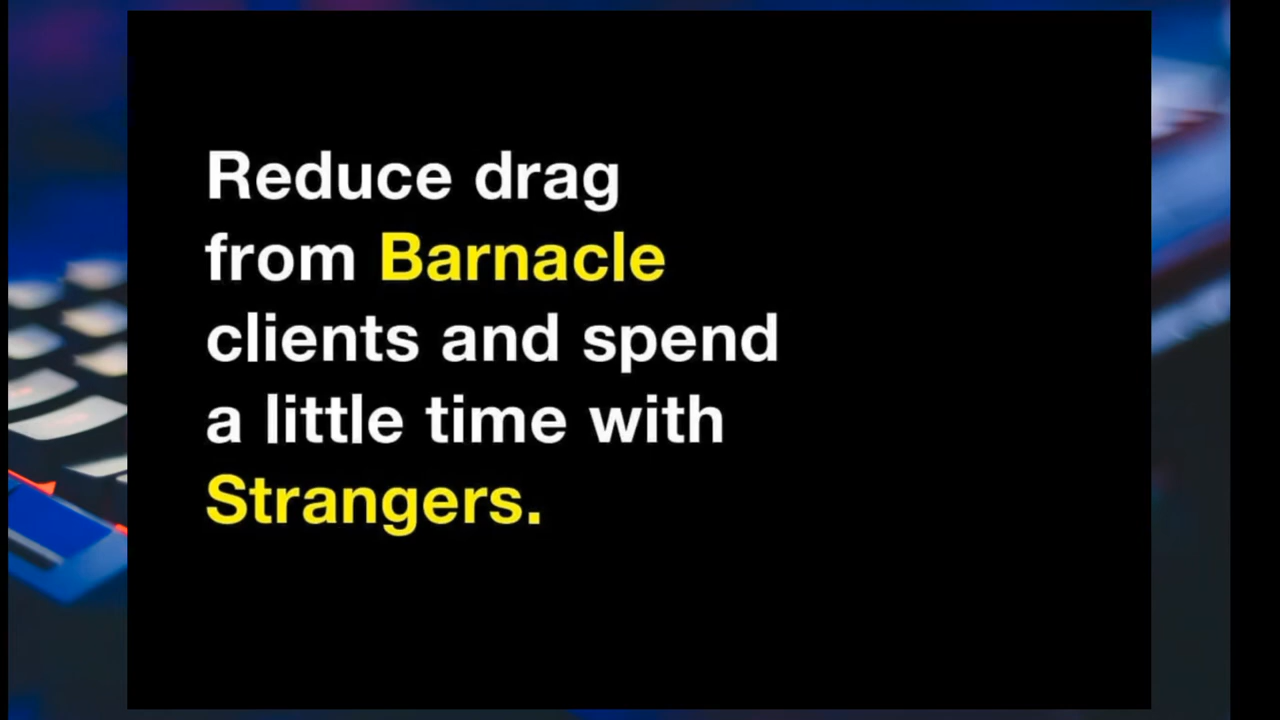 Reduce drag
from Barnacle
clients and spend
a little time with
Strangers.